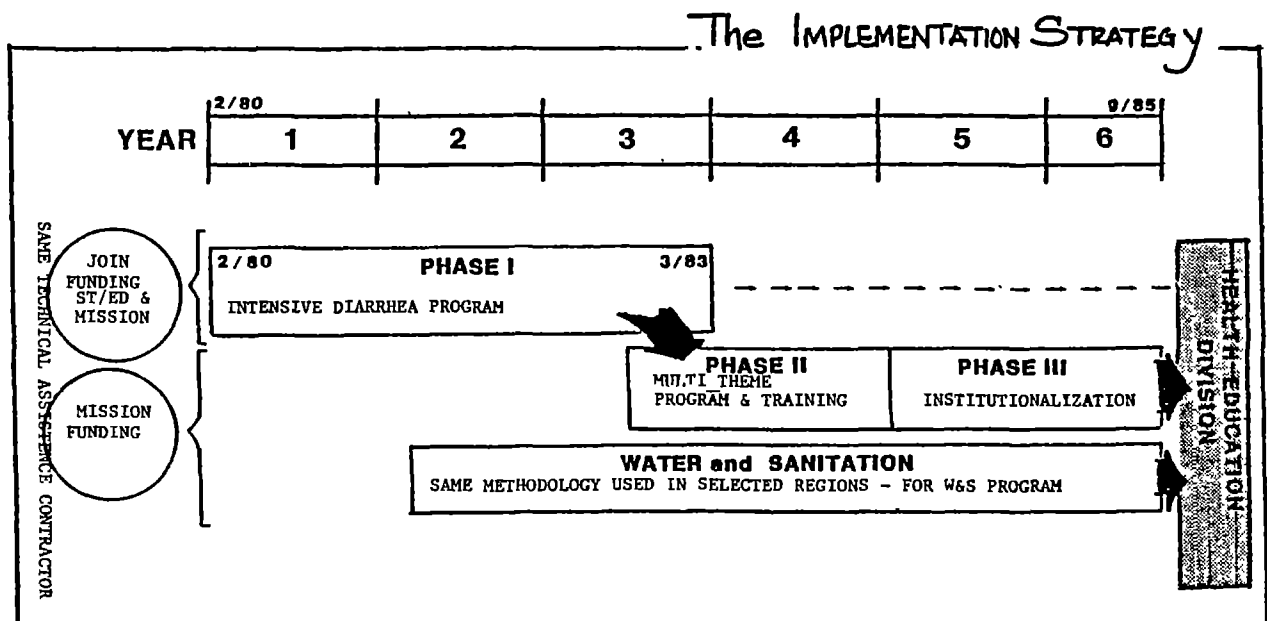 The IMPLEMENTATION STRATEGY
2/80 9/85
YEAR 1 2 3 4 5 6
SAME TECHNICAL ASSISTENCE CONTRACTOR
JOIN
FUNDING
ST/ED &
MISSION
2/80 PHASE I 3/83
INTENSIVE DIARRHEA PROGRAM
MISSION
FUNDING
PHASE II
MULTI THEME
PROGRAM & TRAINING
PHASE III
INSTITUTIONALIZATION
WATER and SANITATION
SAME METHODOLOGY USED IN SELECTED REGIONS - FOR W&S PROGRAM
HEALTH EDUCATION
DIVISION